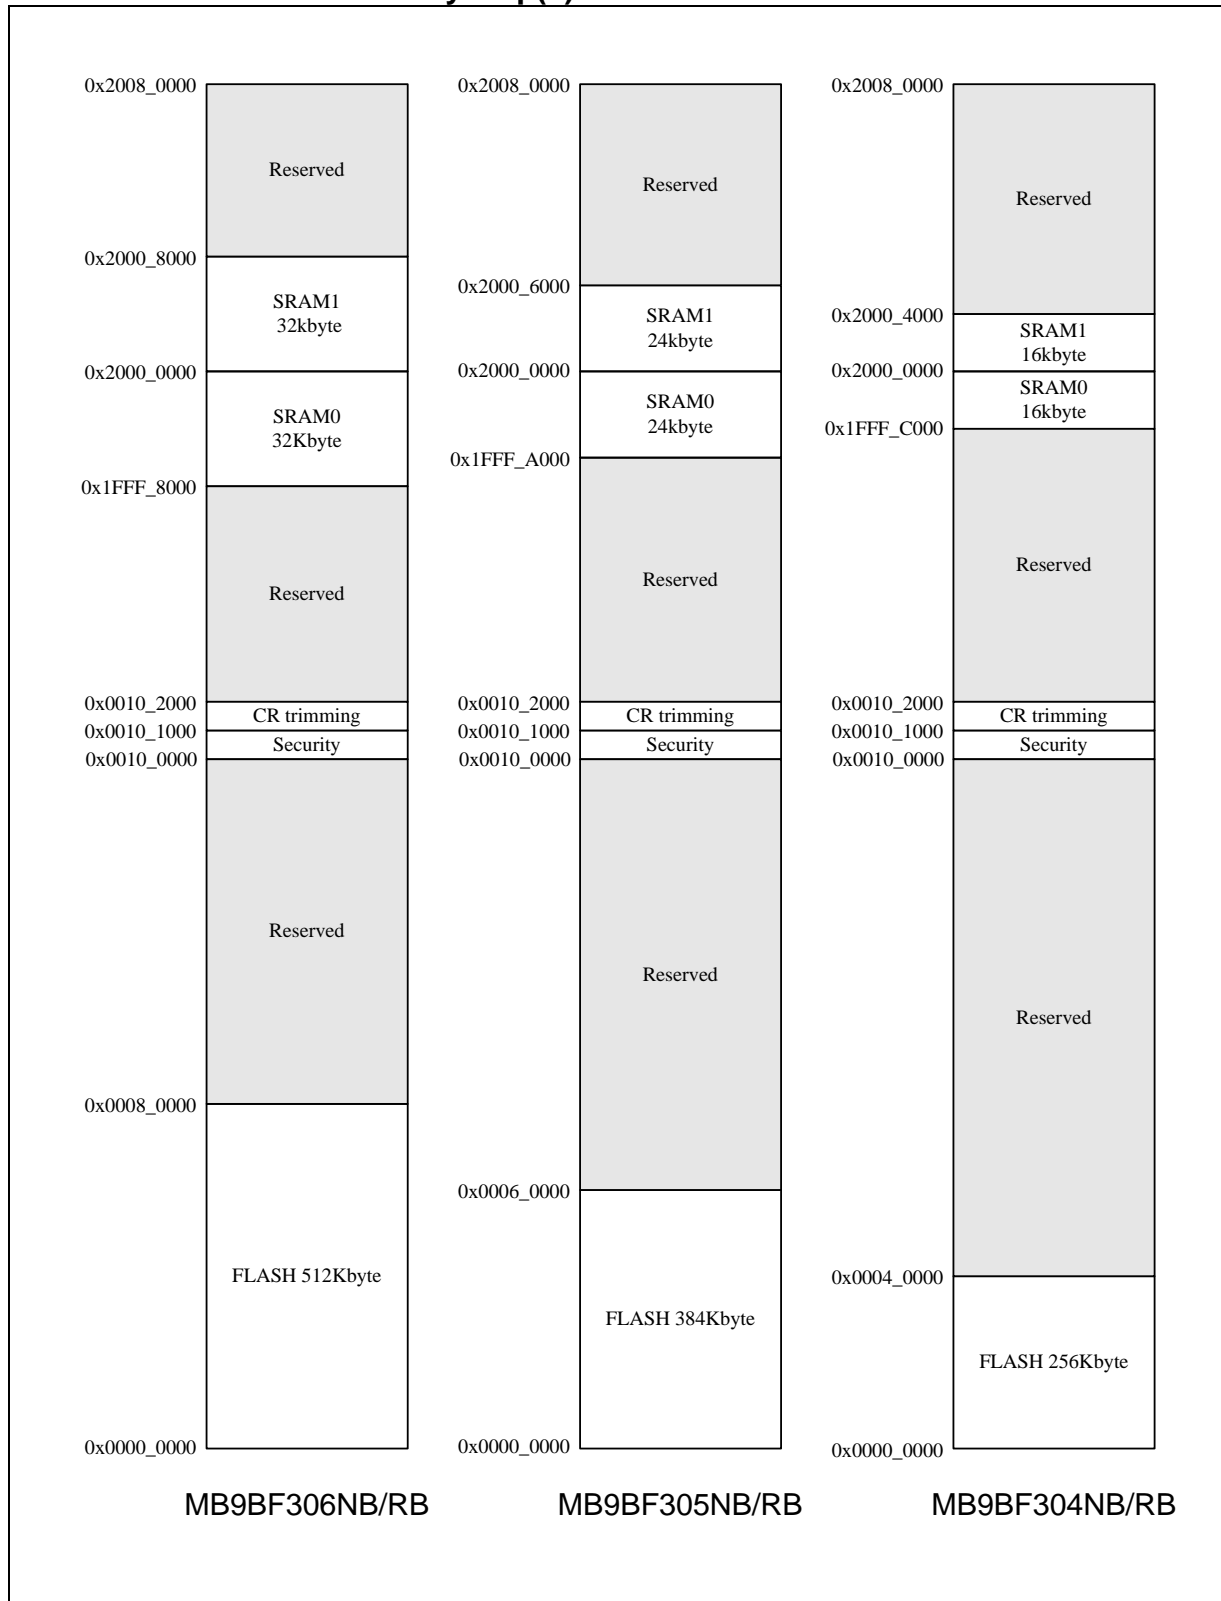 0x2008_0000
Reserved
0x2000_8000
SRAM1
32kbyte
0x2000_0000
SRAM0
32Kbyte
0x1FFF_8000
Reserved
0x0010_2000
CR trimming
0x0010_1000
Security
0x0010_0000
Reserved
0x0008_0000
FLASH 512Kbyte
0x0000_0000
MB9BF306NB/RB
0x2008_0000
Reserved
0x2000_6000
SRAM1
24kbyte
0x2000_0000
SRAM0
24kbyte
0x1FFF_A000
Reserved
0x0010_2000
CR trimming
0x0010_1000
Security
0x0010_0000
Reserved
0x0006_0000
FLASH 384Kbyte
0x0000_0000
MB9BF305NB/RB
0x2008_0000
Reserved
0x2000_4000
SRAM1
16kbyte
0x2000_0000
SRAM0
16kbyte
0x1FFF_C000
Reserved
0x0010_2000
CR trimming
0x0010_1000
Security
0x0010_0000
Reserved
0x0004_0000
FLASH 256Kbyte
0x0000_0000
MB9BF304NB/RB